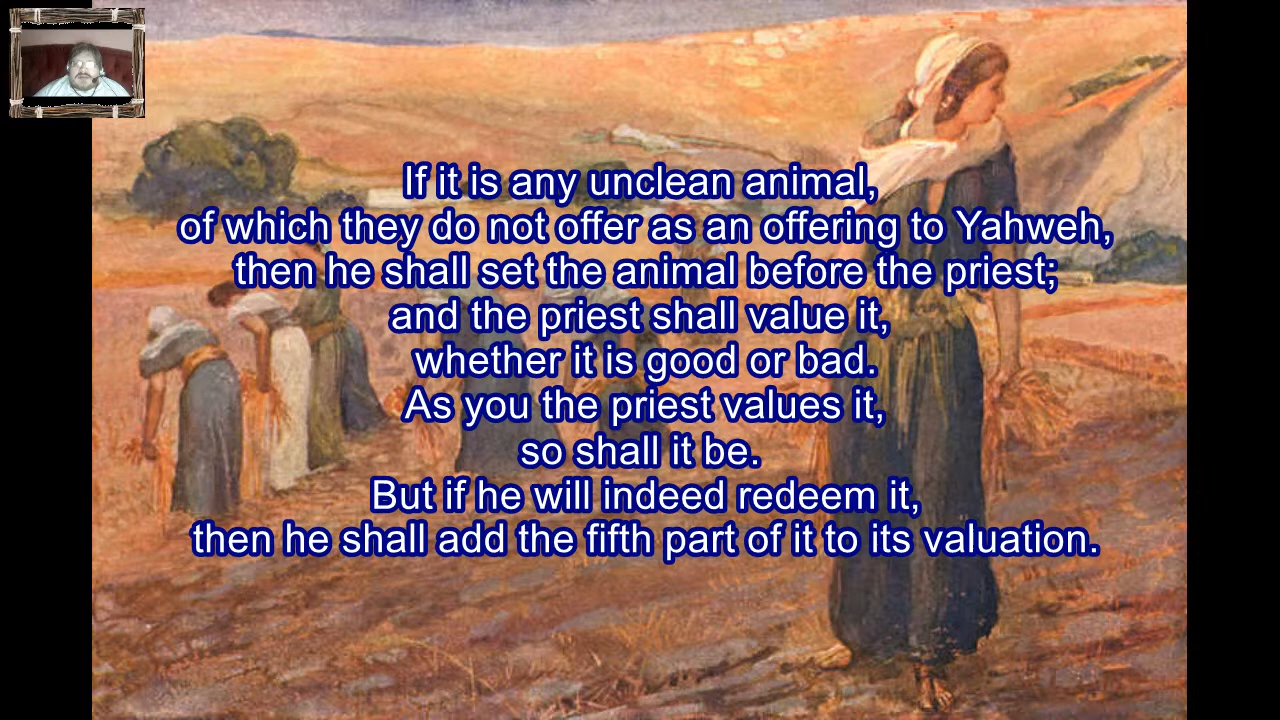 If it is any unclean animal,
of which they do not offer as an offering to Yahweh,
then he shall set the animal before the priest;
and the priest shall value it,
whether it is good or bad.
As you the priest values it,
so shall it be.
But if he will indeed redeem it,
then he shall add the fifth part of it to its valuation.